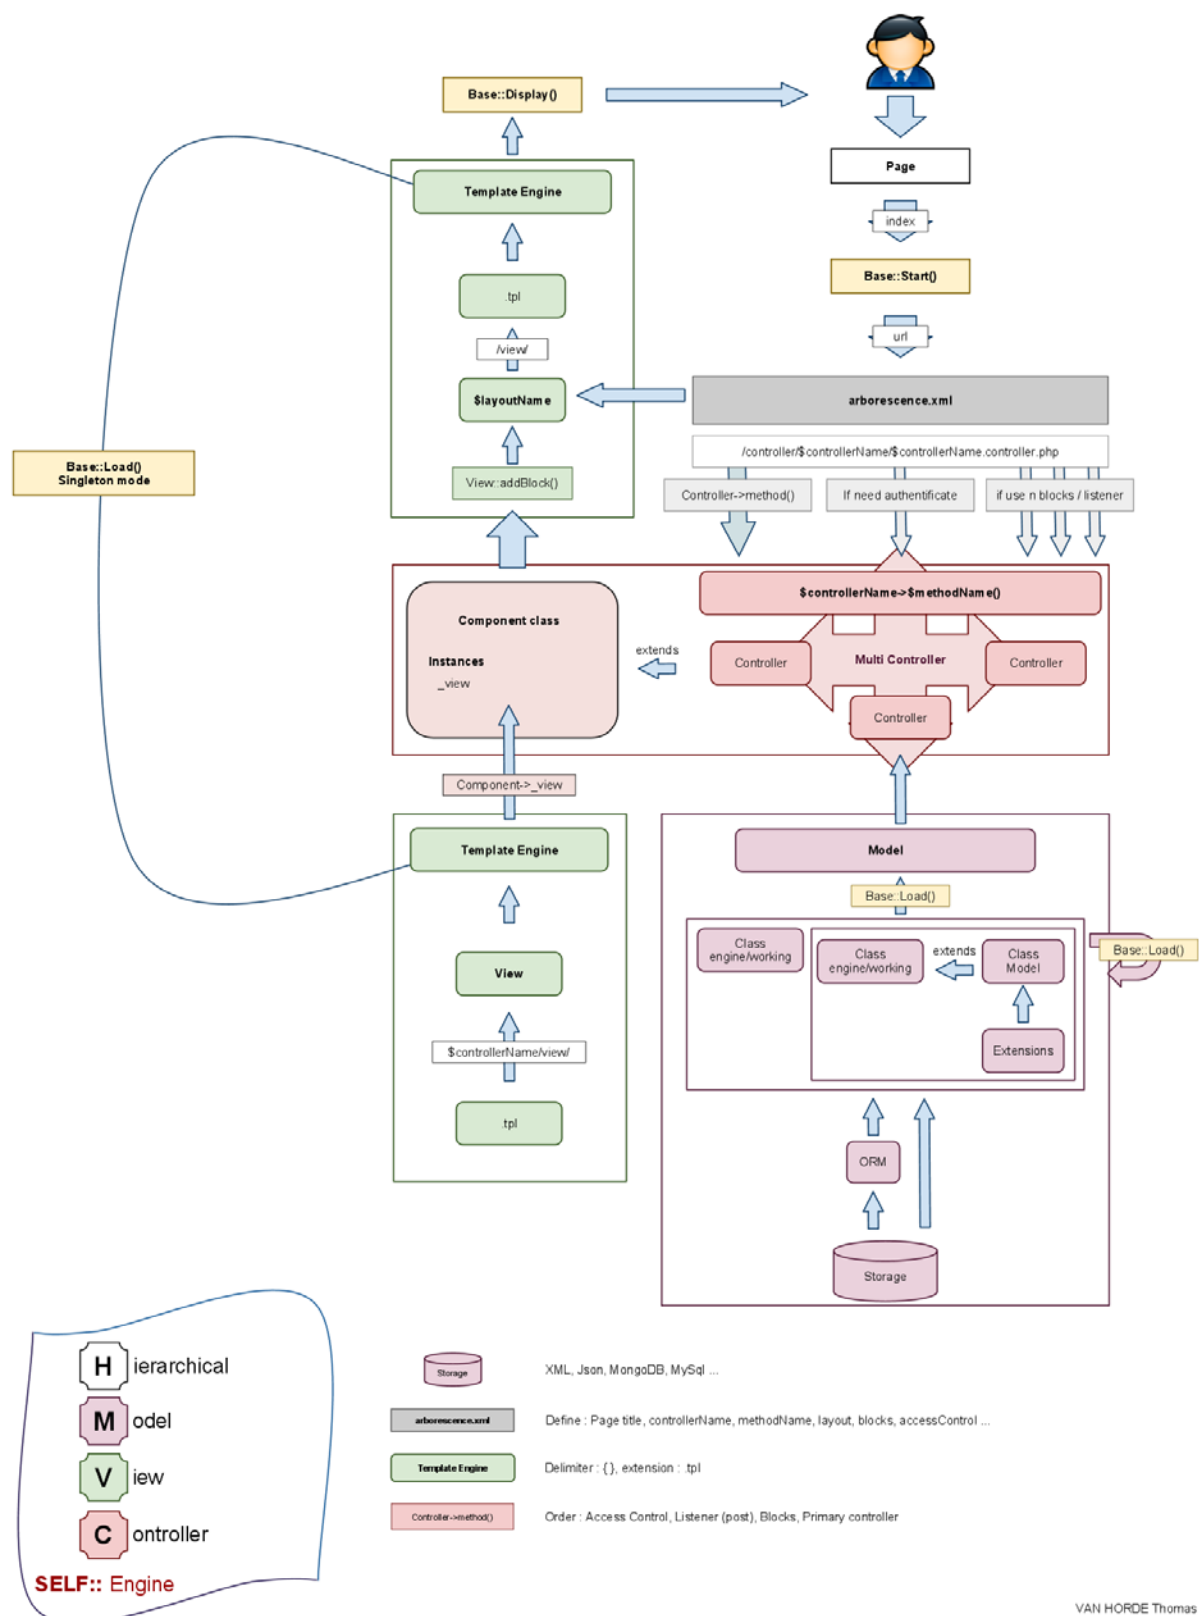 Base::Display()
Page
Template Engine
index
Base::Start()
.tpl
url
/view/
$layoutName
arborescence.xml
/controller/$controllerName/$controllerName.controller.php
Base::Load()
Singleton mode
View::addBlock()
Controller->method()
If need authentificate
if use n blocks / listener
$controllerName->$methodName()
Component class
extends
Controller
Multi Controller
Controller
Instances
_view
Controller
Component->_view
Template Engine
Model
Base::Load()
Class
engine/working
Class
engine/working
extends
Class
Model
Base::Load()
View
$controllerName/view/
Extensions
.tpl
ORM
Storage
H ierarchical
M odel
V iew
C ontroller
SELF:: Engine
Storage
XML, Json, MongoDB, MySql ...
arborescence.xml
Define : Page title, controllerName, methodName, layout, blocks, accessControl ...
Template Engine
Delimiter : { }, extension : .tpl
Controller->method()
Order : Access Control, Listener (post), Blocks, Primary controller
VAN HORDE Thomas